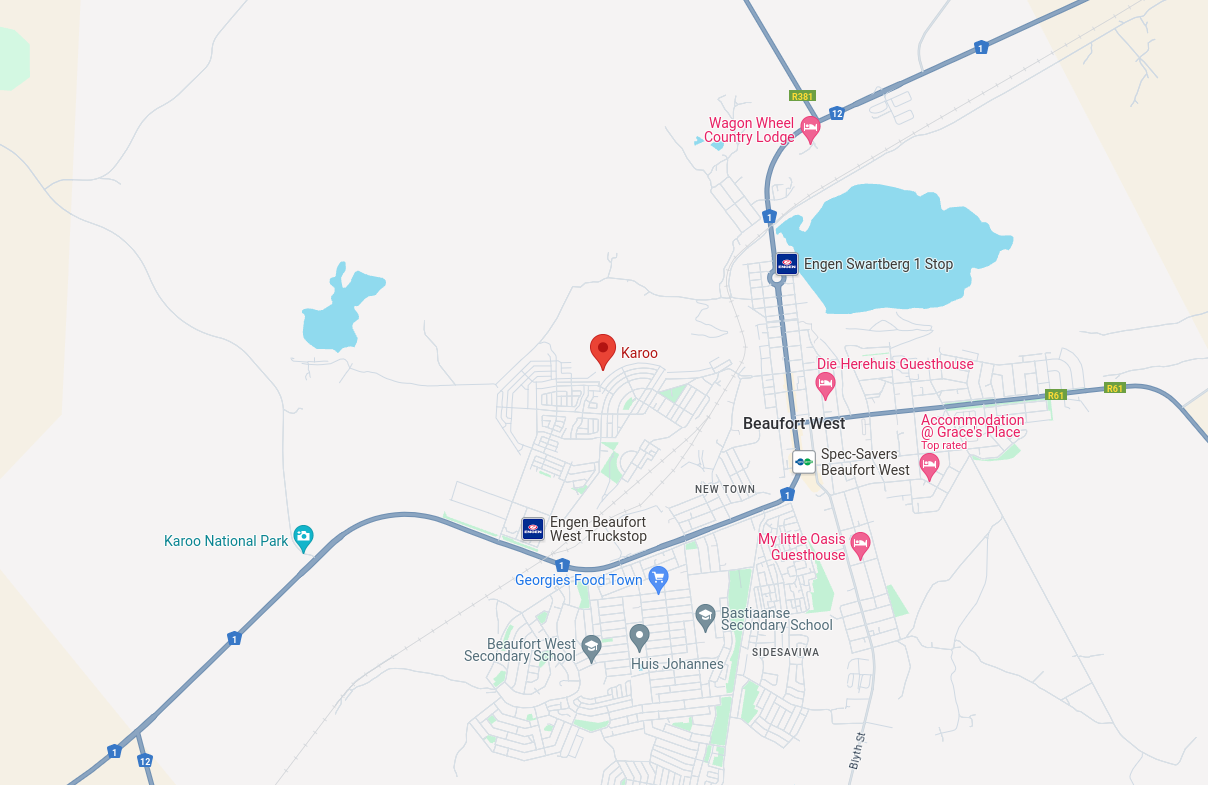 1
R381
12
Wagon Wheel
Country Lodge
1
ENGEN
Engen Swartberg 1 Stop
Karoo
Die Herehuis Guesthouse
R61
R61
Beaufort West
Accommodation
@ Grace's Place
Top rated
Spec-Savers
Beaufort West
NEW TOWN
1
ENGEN
Engen Beaufort
West Truckstop
Karoo National Park
My little Oasis
Guesthouse
1
Georgies Food Town
Bastiaanse
Secondary School
1
Beaufort West
Secondary School
Huis Johannes
SIDESAVIWA
Blyth St
1
12